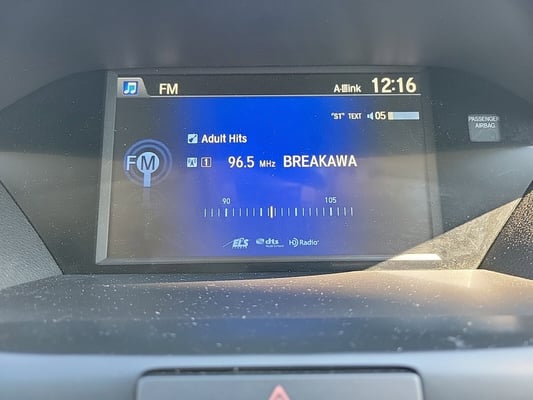 FM A-link 12:16
"ST" TEXT 05
PASSENGER
AIRBAG
Adult Hits
FM
1 96.5 MHz BREAKAWA
90 105
ELS dts HD Radio